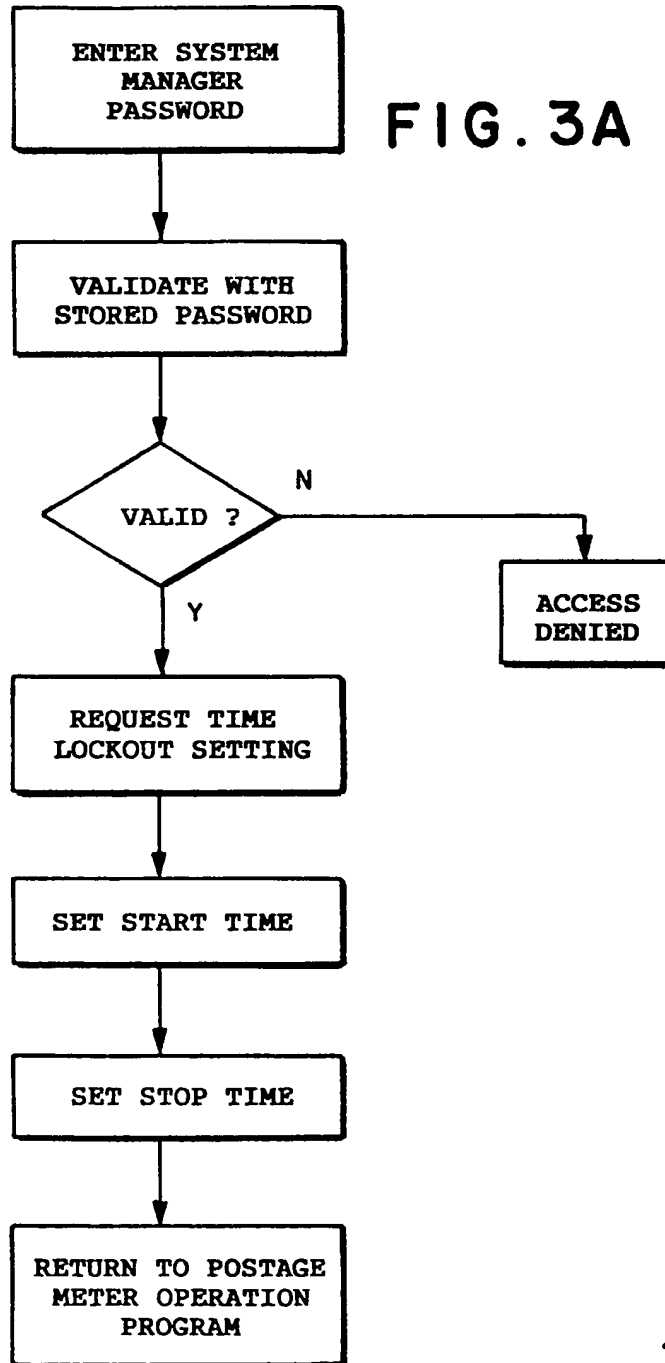 ENTER SYSTEM
MANAGER
PASSWORD
FIG. 3A
VALIDATE WITH
STORED PASSWORD
VALID ?
N
Y
ACCESS
DENIED
REQUEST TIME
LOCKOUT SETTING
SET START TIME
SET STOP TIME
RETURN TO POSTAGE
METER OPERATION
PROGRAM